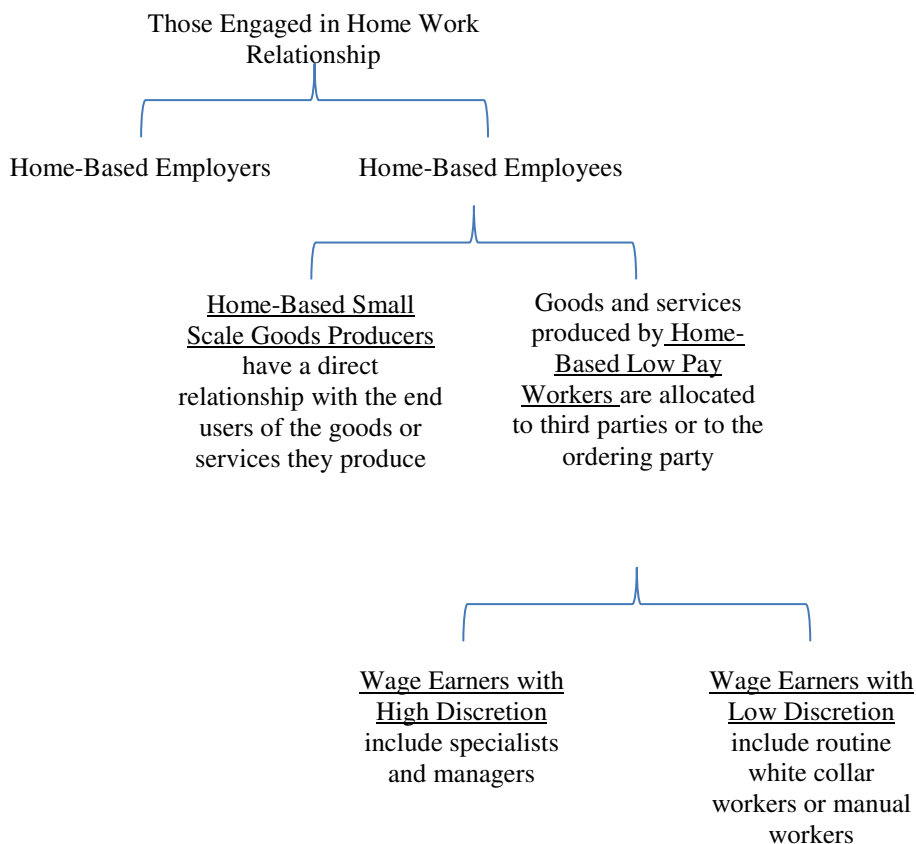 Those Engaged in Home Work
Relationship
Home-Based Employers
Home-Based Employees
Home-Based Small
Scale Goods Producers
have a direct
relationship with the end
users of the goods or
services they produce
Goods and services
produced by Home-
Based Low Pay
Workers are allocated
to third parties or to the
ordering party
Wage Earners with
High Discretion
include specialists
and managers
Wage Earners with
Low Discretion
include routine
white collar
workers or manual
workers